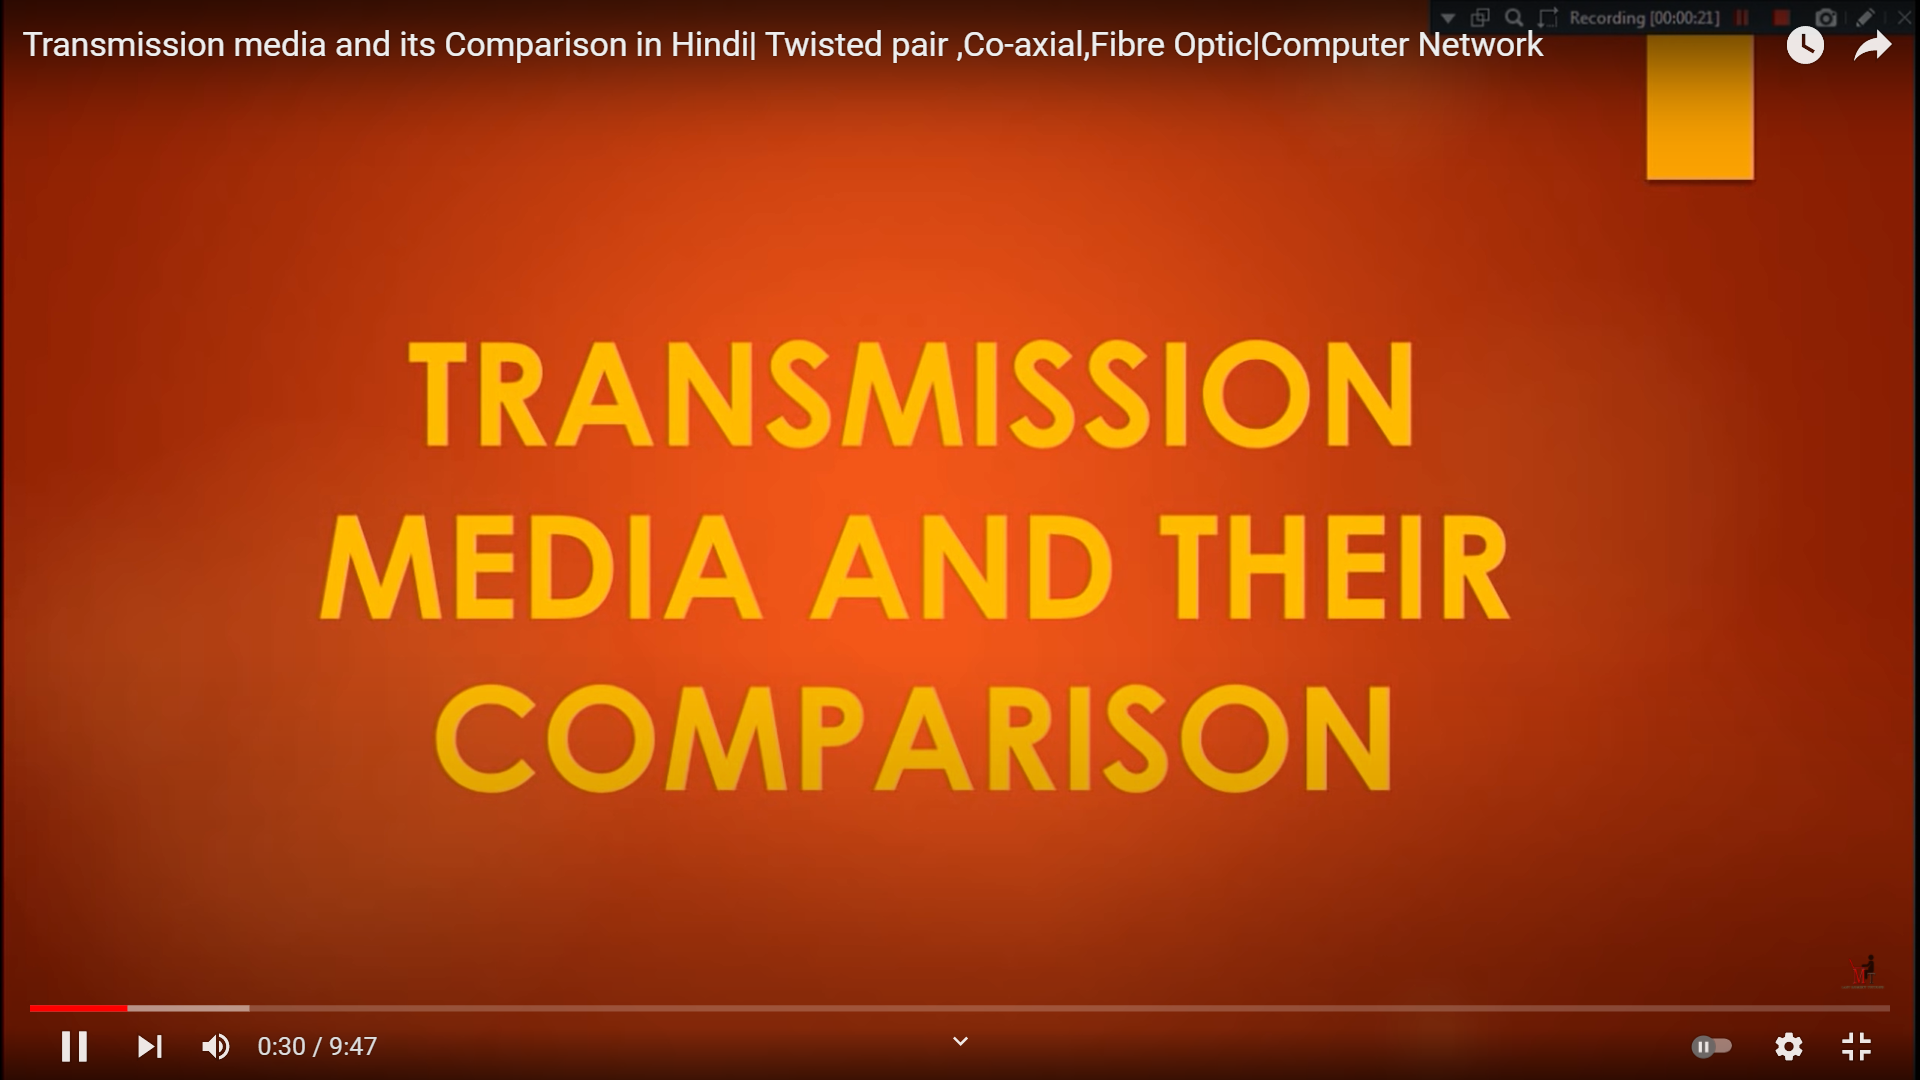 Recording [00:00:21]
Transmission media and its Comparison in Hindi| Twisted pair ,Co-axial,Fibre Optic|Computer Network
TRANSMISSION
MEDIA AND THEIR
COMPARISON
0:30 / 9:47